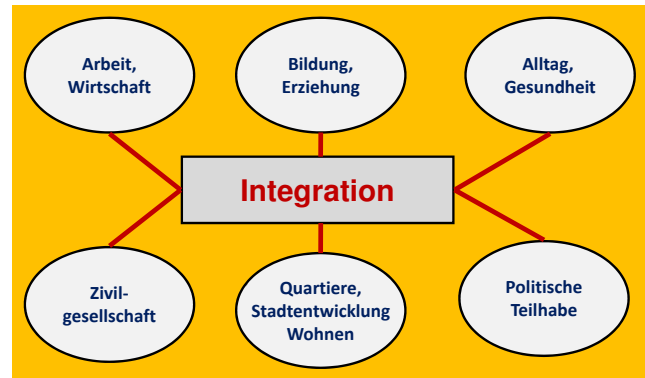 Arbeit,
Wirtschaft
Bildung,
Erziehung
Alltag,
Gesundheit
Integration
Zivil-
gesellschaft
Quartiere,
Stadtentwicklung
Wohnen
Politische
Teilhabe